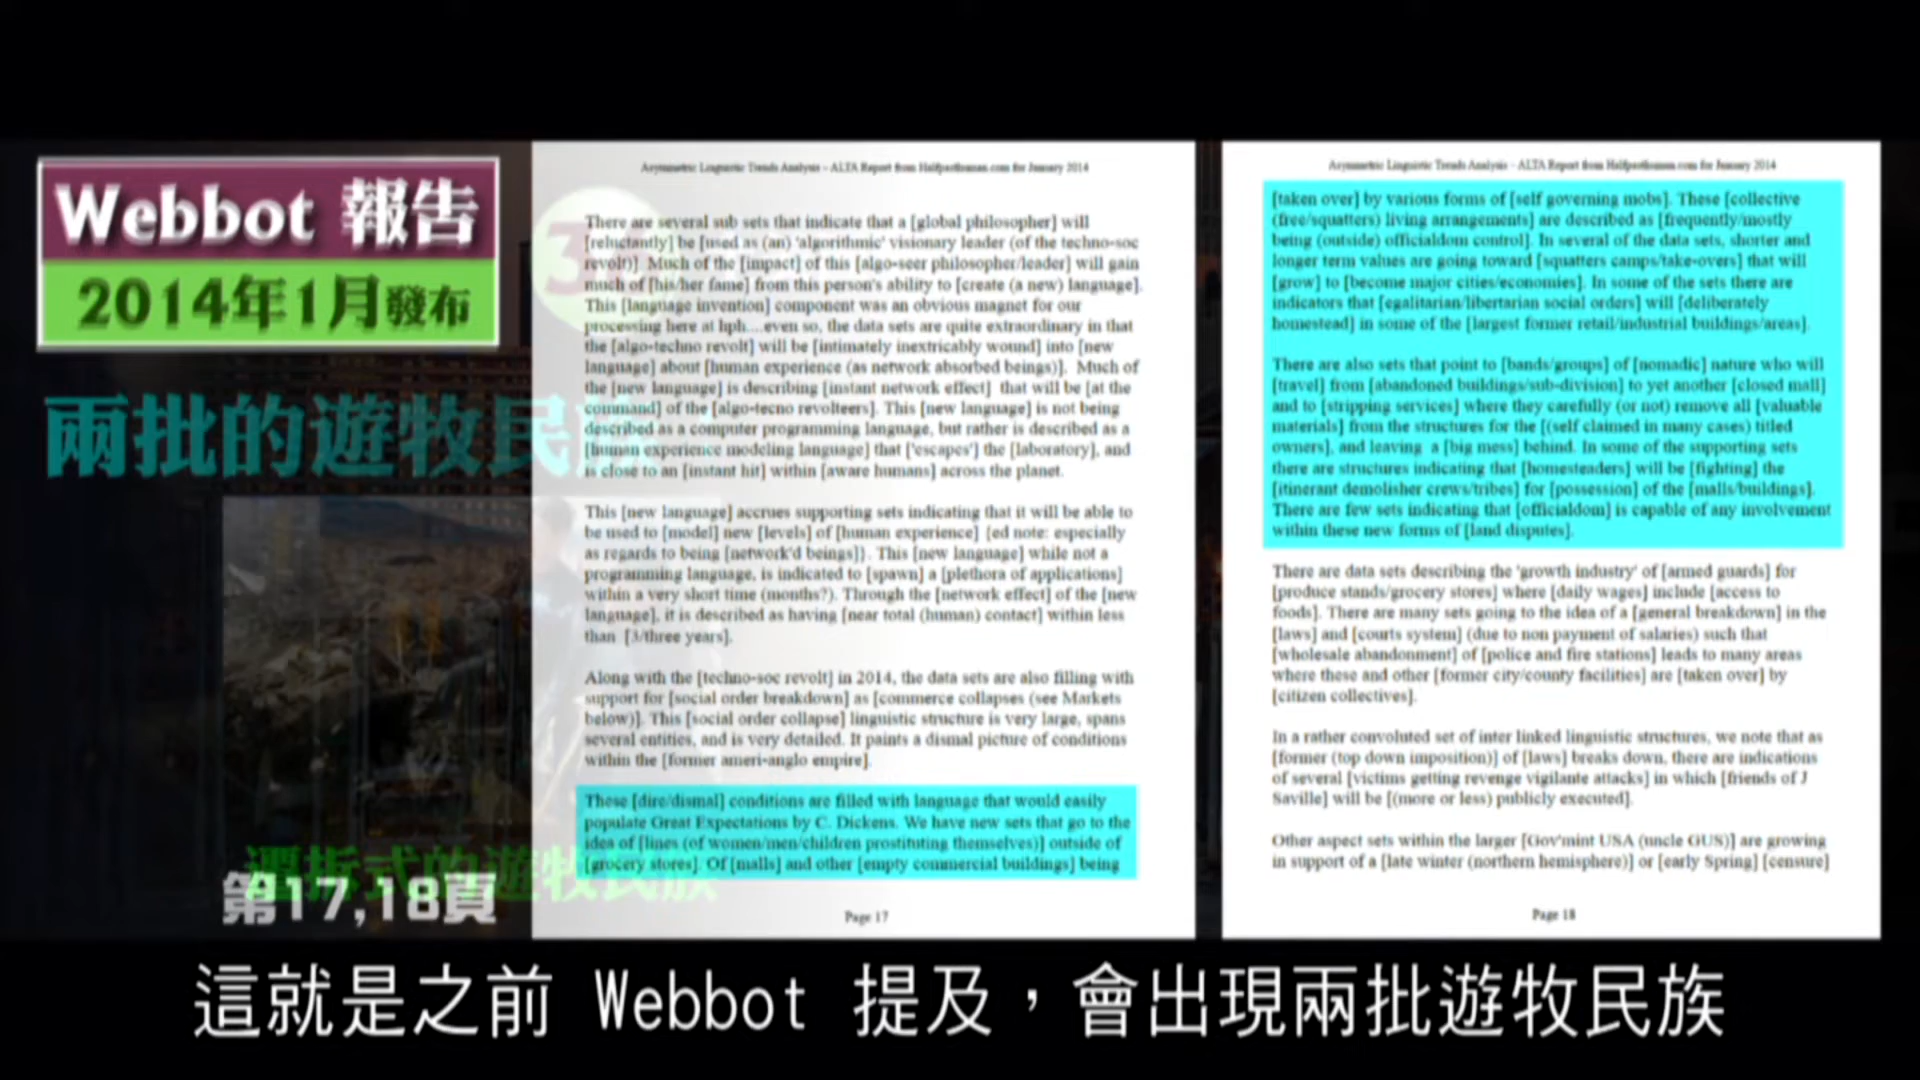 Webbot 報告
2014年1月發布
兩批的遊牧民族
遷拆式的遊牧民族
第17,18頁
Asymmetric Linguistic Trends Analysis - ALTA Report from Halfpasthuman.com for January 2014
There are several sub sets that indicate that a [global philosopher] will
[reluctantly] be [used as (an) 'algorithmic' visionary leader (of the techno-soc
revolt)]. Much of the [impact] of this [algo-seer philosopher/leader] will gain
much of [his/her fame] from this person's ability to [create (a new) language].
This [language invention] component was an obvious magnet for our
processing here at hph....even so, the data sets are quite extraordinary in that
the [algo-techno revolt] will be [intimately inextricably wound] into [new
language] about [human experience (as network absorbed beings)]. Much of
the [new language] is describing [instant network effect] that will be [at the
command] of the [algo-tecno revolteers]. This [new language] is not being
described as a computer programming language, but rather is described as a
[human experience modeling language] that ['escapes'] the [laboratory], and
is close to an [instant hit] within [aware humans] across the planet.
This [new language] accrues supporting sets indicating that it will be able to
be used to [model] new [levels] of [human experience] {ed note: especially
as regards to being [network'd beings]}. This [new language] while not a
programming language, is indicated to [spawn] a [plethora of applications]
within a very short time (months?). Through the [network effect] of the [new
language], it is described as having [near total (human) contact] within less
than [3/three years].
Along with the [techno-soc revolt] in 2014, the data sets are also filling with
support for [social order breakdown] as [commerce collapses (see Markets
below)]. This [social order collapse] linguistic structure is very large, spans
several entities, and is very detailed. It paints a dismal picture of conditions
within the [former ameri-anglo empire].
These [dire/dismal] conditions are filled with language that would easily
populate Great Expectations by C. Dickens. We have new sets that go to the
idea of [lines (of women/men/children prostituting themselves)] outside of
[grocery stores]. Of [malls] and other [empty commercial buildings] being
Page 17
Asymmetric Linguistic Trends Analysis - ALTA Report from Halfpasthuman.com for January 2014
[taken over] by various forms of [self governing mobs]. These [collective
(free/squatters) living arrangements] are described as [frequently/mostly
being (outside) officialdom control]. In several of the data sets, shorter and
longer term values are going toward [squatters camps/take-overs] that will
[grow] to [become major cities/economies]. In some of the sets there are
indicators that [egalitarian/libertarian social orders] will [deliberately
homestead] in some of the [largest former retail/industrial buildings/areas].
There are also sets that point to [bands/groups] of [nomadic] nature who will
[travel] from [abandoned buildings/sub-division] to yet another [closed mall]
and to [stripping services] where they carefully (or not) remove all [valuable
materials] from the structures for the [(self claimed in many cases) titled
owners], and leaving a [big mess] behind. In some of the supporting sets
there are structures indicating that [homesteaders] will be [fighting] the
[itinerant demolisher crews/tribes] for [possession] of the [malls/buildings].
There are few sets indicating that [officialdom] is capable of any involvement
within these new forms of [land disputes].
There are data sets describing the 'growth industry' of [armed guards] for
[produce stands/grocery stores] where [daily wages] include [access to
foods]. There are many sets going to the idea of a [general breakdown] in the
[laws] and [courts system] (due to non payment of salaries) such that
[wholesale abandonment] of [police and fire stations] leads to many areas
where these and other [former city/county facilities] are [taken over] by
[citizen collectives].
In a rather convoluted set of inter linked linguistic structures, we note that as
[former (top down imposition)] of [laws] breaks down, there are indications
of several [victims getting revenge vigilante attacks] in which [friends of J
Saville] will be [(more or less) publicly executed].
Other aspect sets within the larger [Gov'mint USA (uncle GUS)] are growing
in support of a [late winter (northern hemisphere)] or [early Spring] [censure]
Page 18
這就是之前 Webbot 提及，會出現兩批遊牧民族